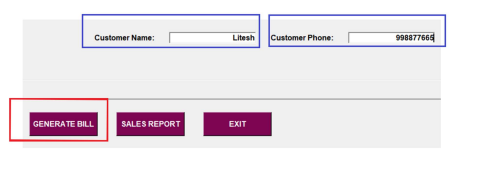 Customer Name: Litesh Customer Phone: 998877665
GENERATE BILL SALES REPORT EXIT